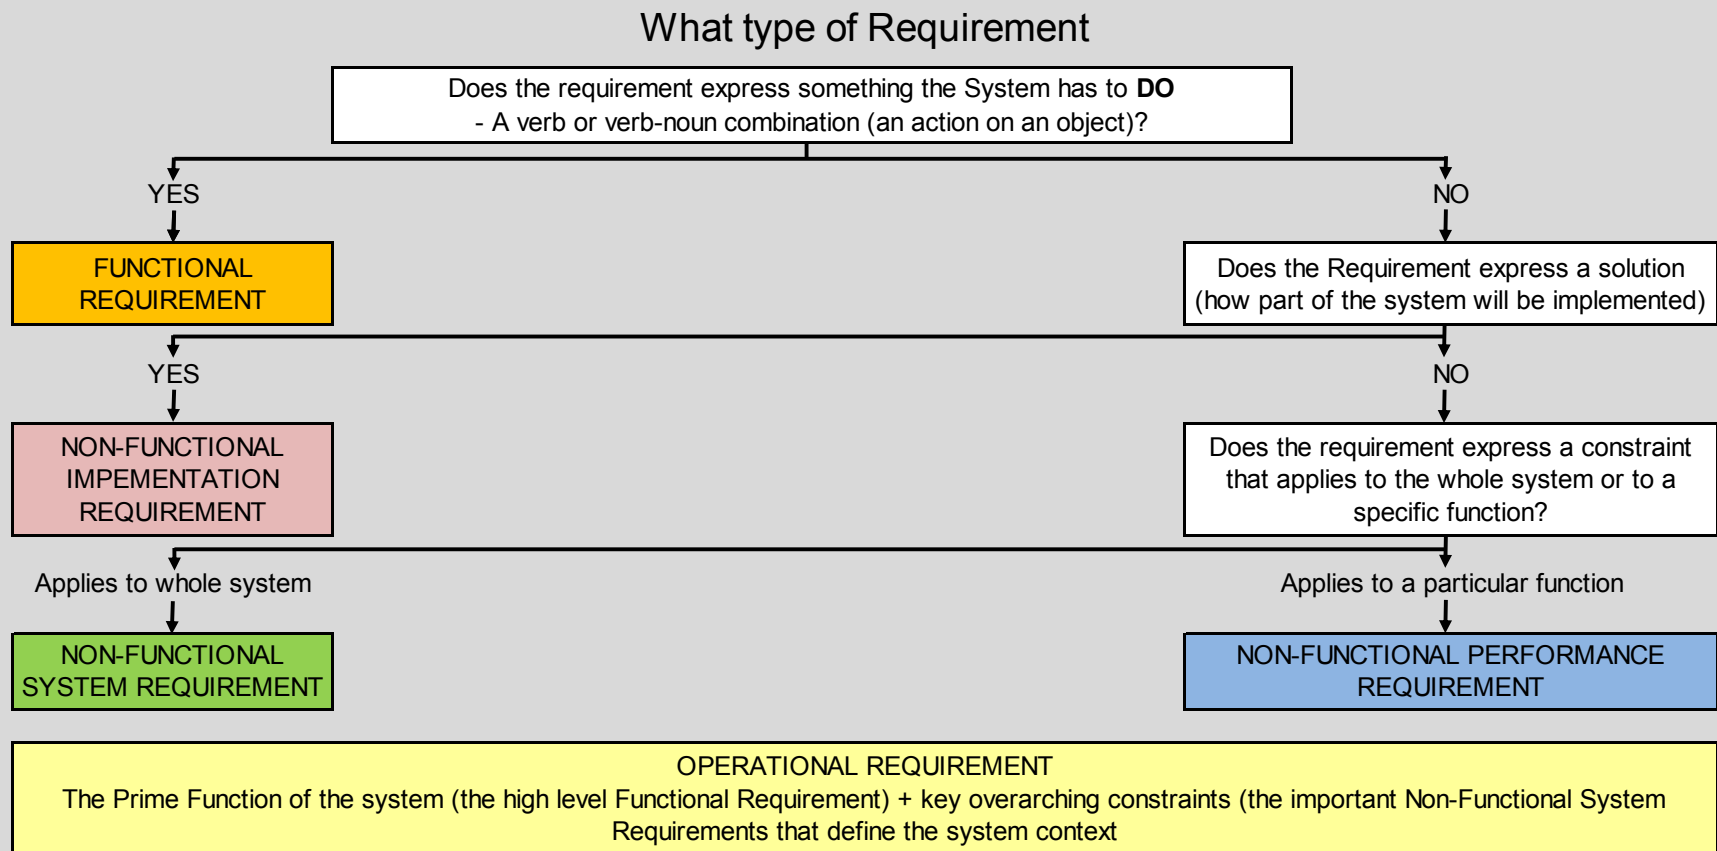 What type of Requirement
Does the requirement express something the System has to DO
- A verb or verb-noun combination (an action on an object)?
YES
NO
FUNCTIONAL
REQUIREMENT
Does the Requirement express a solution
(how part of the system will be implemented)
YES
NO
NON-FUNCTIONAL
IMPEMENTATION
REQUIREMENT
Does the requirement express a constraint
that applies to the whole system or to a
specific function?
Applies to whole system
Applies to a particular function
NON-FUNCTIONAL
SYSTEM REQUIREMENT
NON-FUNCTIONAL PERFORMANCE
REQUIREMENT
OPERATIONAL REQUIREMENT
The Prime Function of the system (the high level Functional Requirement) + key overarching constraints (the important Non-Functional System
Requirements that define the system context